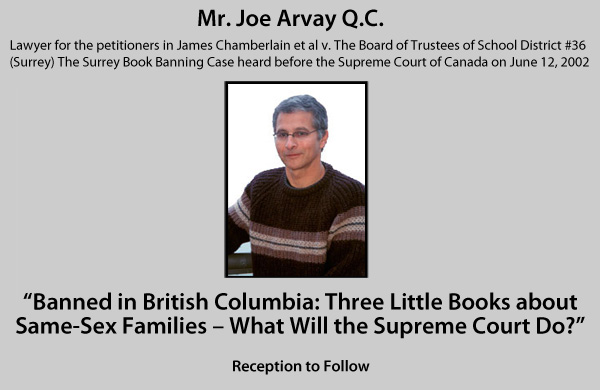 Mr. Joe Arvay Q.C.
Lawyer for the petitioners in James Chamberlain et al v. The Board of Trustees of School District #36
(Surrey) The Surrey Book Banning Case heard before the Supreme Court of Canada on June 12, 2002
“Banned in British Columbia: Three Little Books about
Same-Sex Families – What Will the Supreme Court Do?”
Reception to Follow